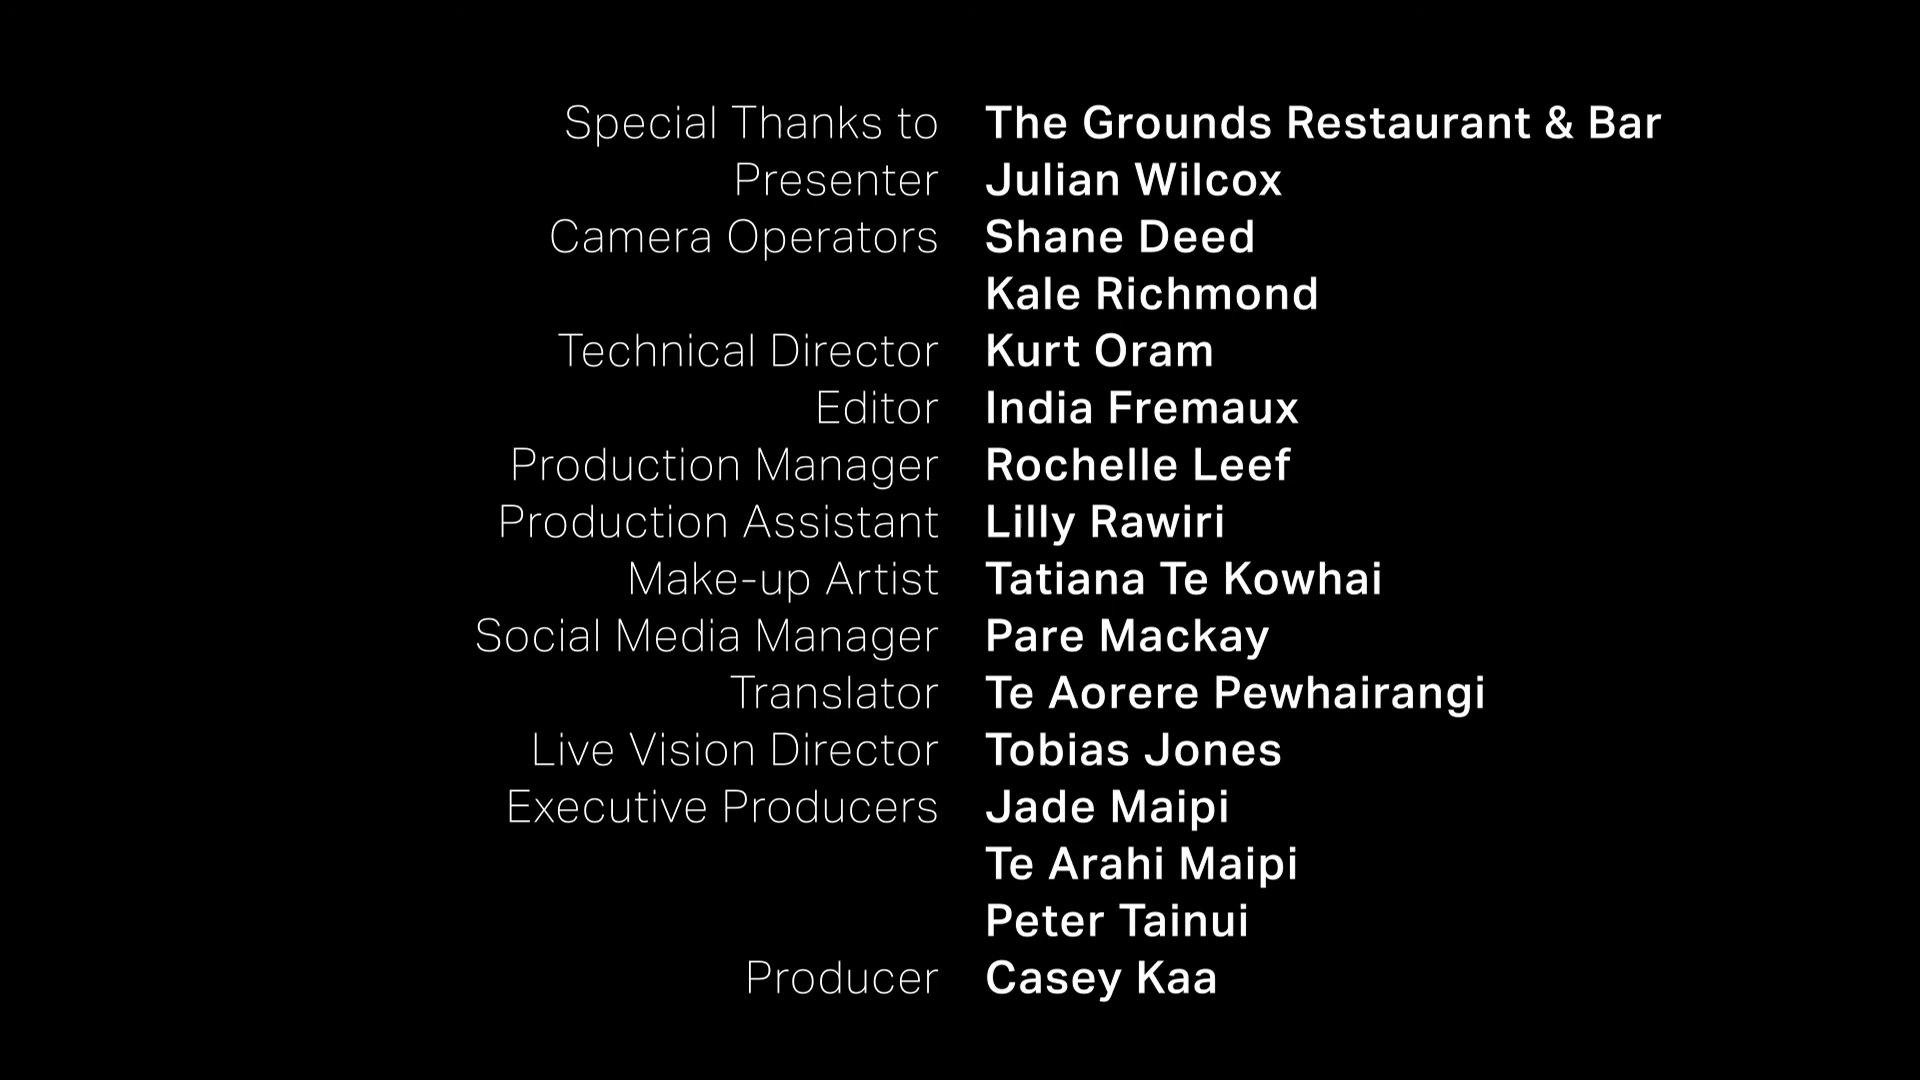 Special Thanks to The Grounds Restaurant & Bar
Presenter Julian Wilcox
Camera Operators Shane Deed
Kale Richmond
Technical Director Kurt Oram
Editor India Fremaux
Production Manager Rochelle Leef
Production Assistant Lilly Rawiri
Make-up Artist Tatiana Te Kowhai
Social Media Manager Pare Mackay
Translator Te Aorere Pewhairangi
Live Vision Director Tobias Jones
Executive Producers Jade Maipi
Te Arahi Maipi
Peter Tainui
Producer Casey Kaa